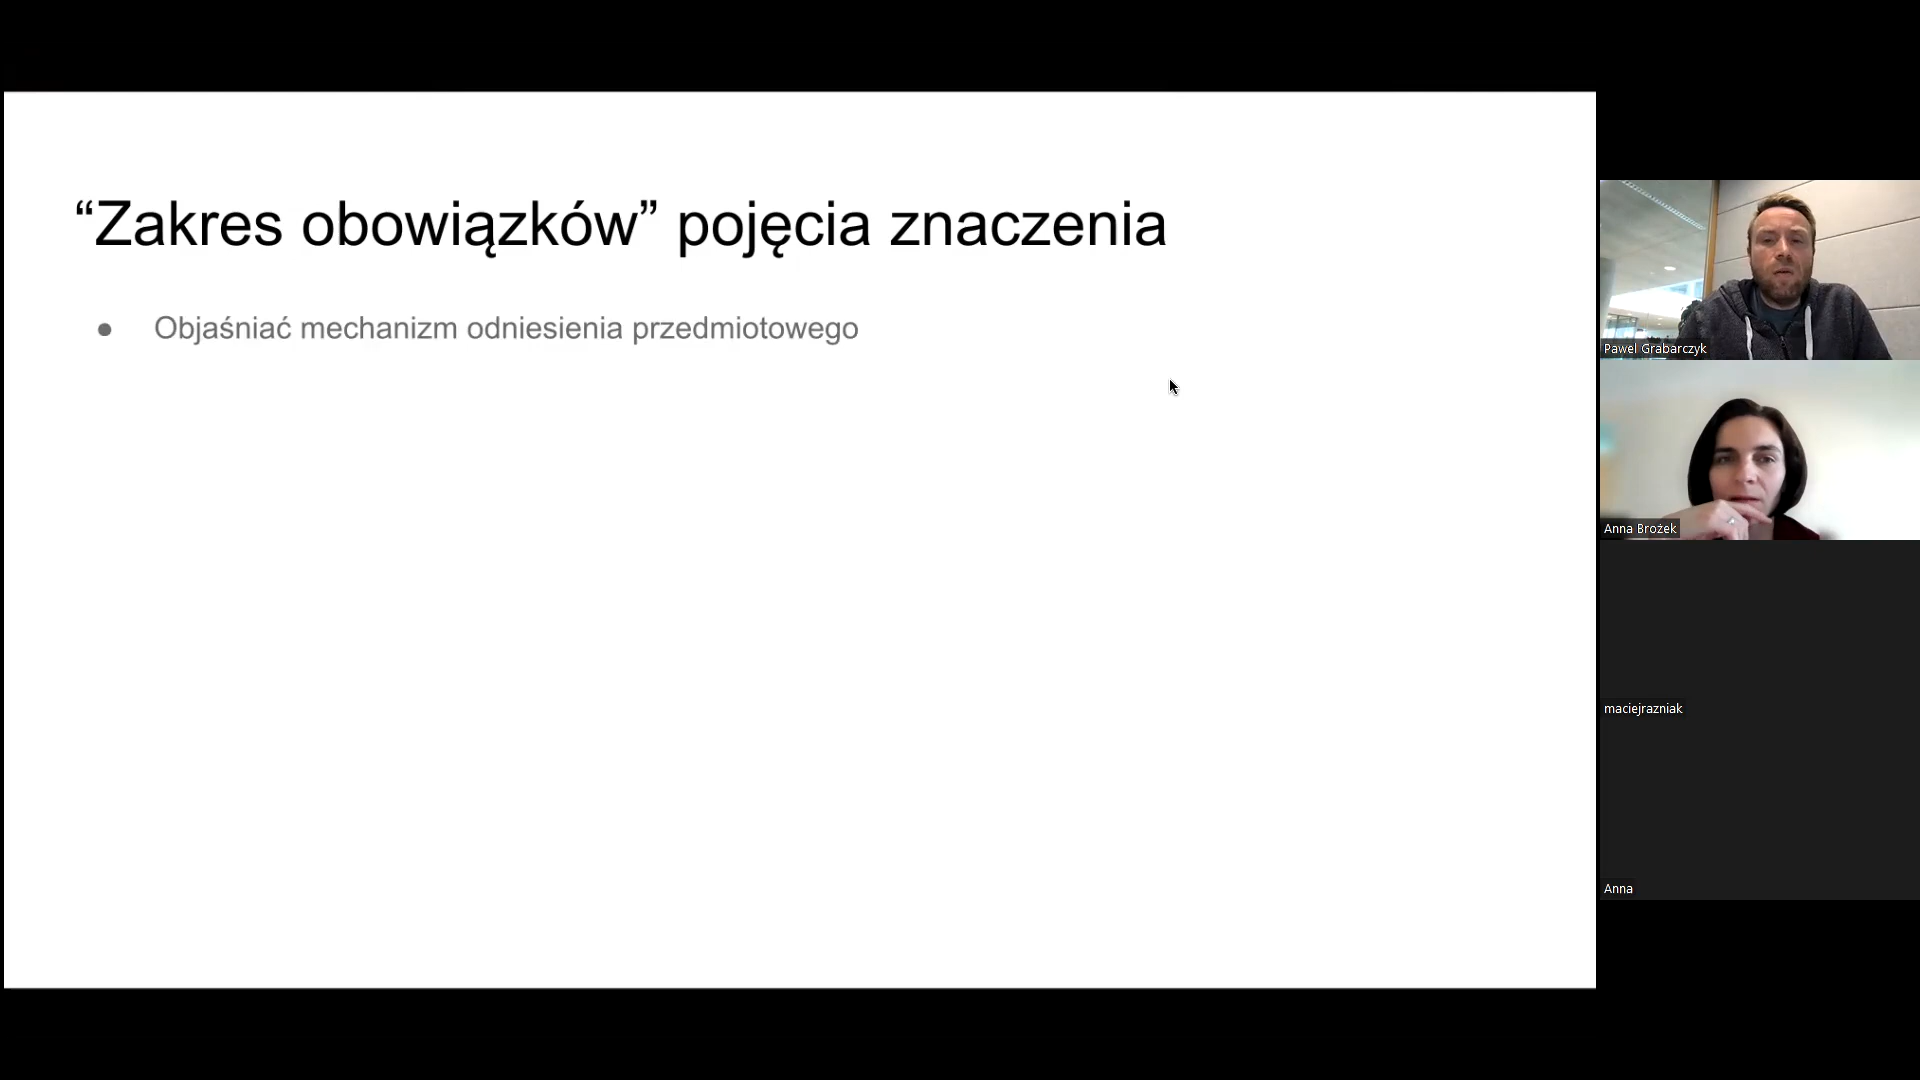 “Zakres obowiązków” pojęcia znaczenia
● Objaśniać mechanizm odniesienia przedmiotowego
Pawel Grabarczyk
Anna Brożek
maciejrazniak
Anna